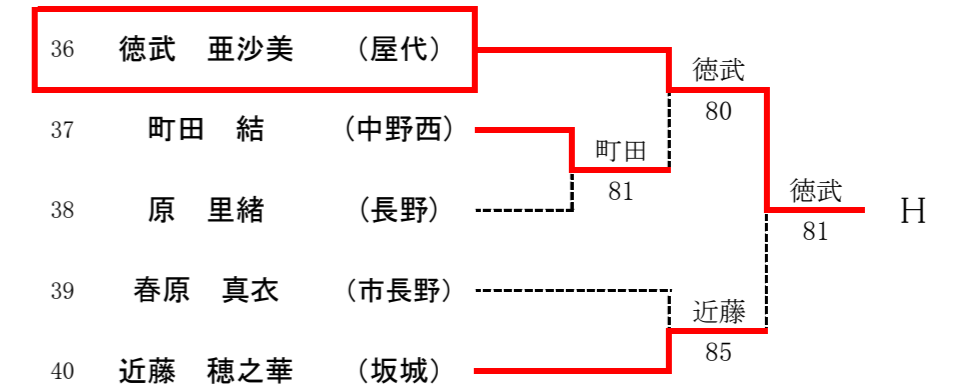 36 徳武 亜沙美 （屋代）
徳武
80
37 町田 結 （中野西）
町田
81
38 原 里緒 （長野）
徳武
81
H
39 春原 真衣 （市長野）
近藤
85
40 近藤 穂之華 （坂城）